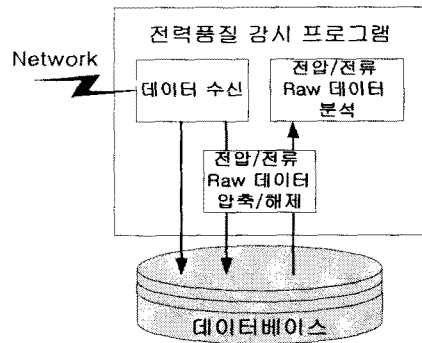 전력품질 감시 프로그램
Network
데이터 수신
전압/전류
Raw 데이터
분석
전압/전류
Raw 데이터
압축/해제
데이터베이스